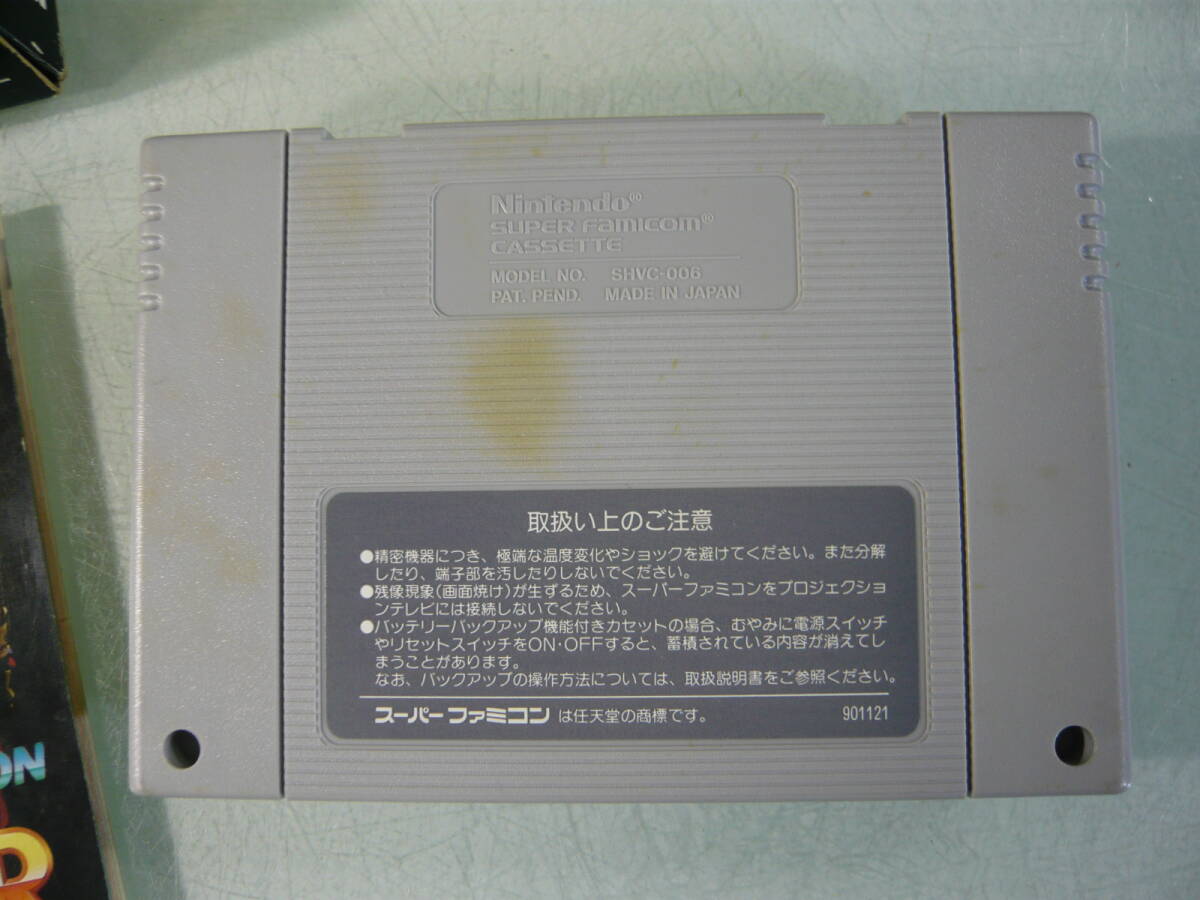 Nintendo®
SUPER FAMICOM®
CASSETTE
MODEL NO. SHVC-006
PAT. PEND. MADE IN JAPAN
取扱い上のご注意
●精密機器につき、極端な温度変化やショックを避けてください。また分解
したり、端子部を汚したりしないでください。
●残像現象(画面焼け)が生ずるため、スーパーファミコンをプロジェクショ
ンテレビには接続しないでください。
●バッテリーバックアップ機能付きカセットの場合、むやみに電源スイッチ
やリセットスイッチをON・OFFすると、蓄積されている内容が消えてし
まうことがあります。
なお、バックアップの操作方法については、取扱説明書をご参照ください。
スーパーファミコン は任天堂の商標です。 901121
ON